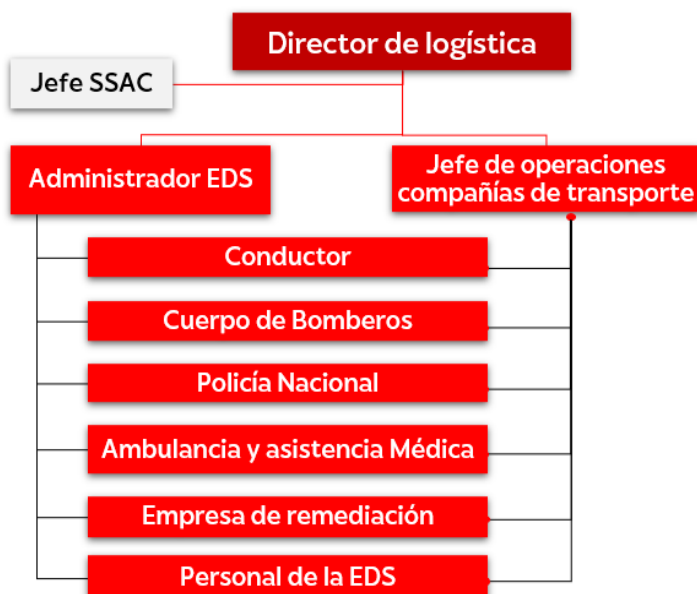 Director de logística
Jefe SSAC
Administrador EDS
Jefe de operaciones
compañías de transporte
Conductor
Cuerpo de Bomberos
Policía Nacional
Ambulancia y asistencia Médica
Empresa de remediación
Personal de la EDS